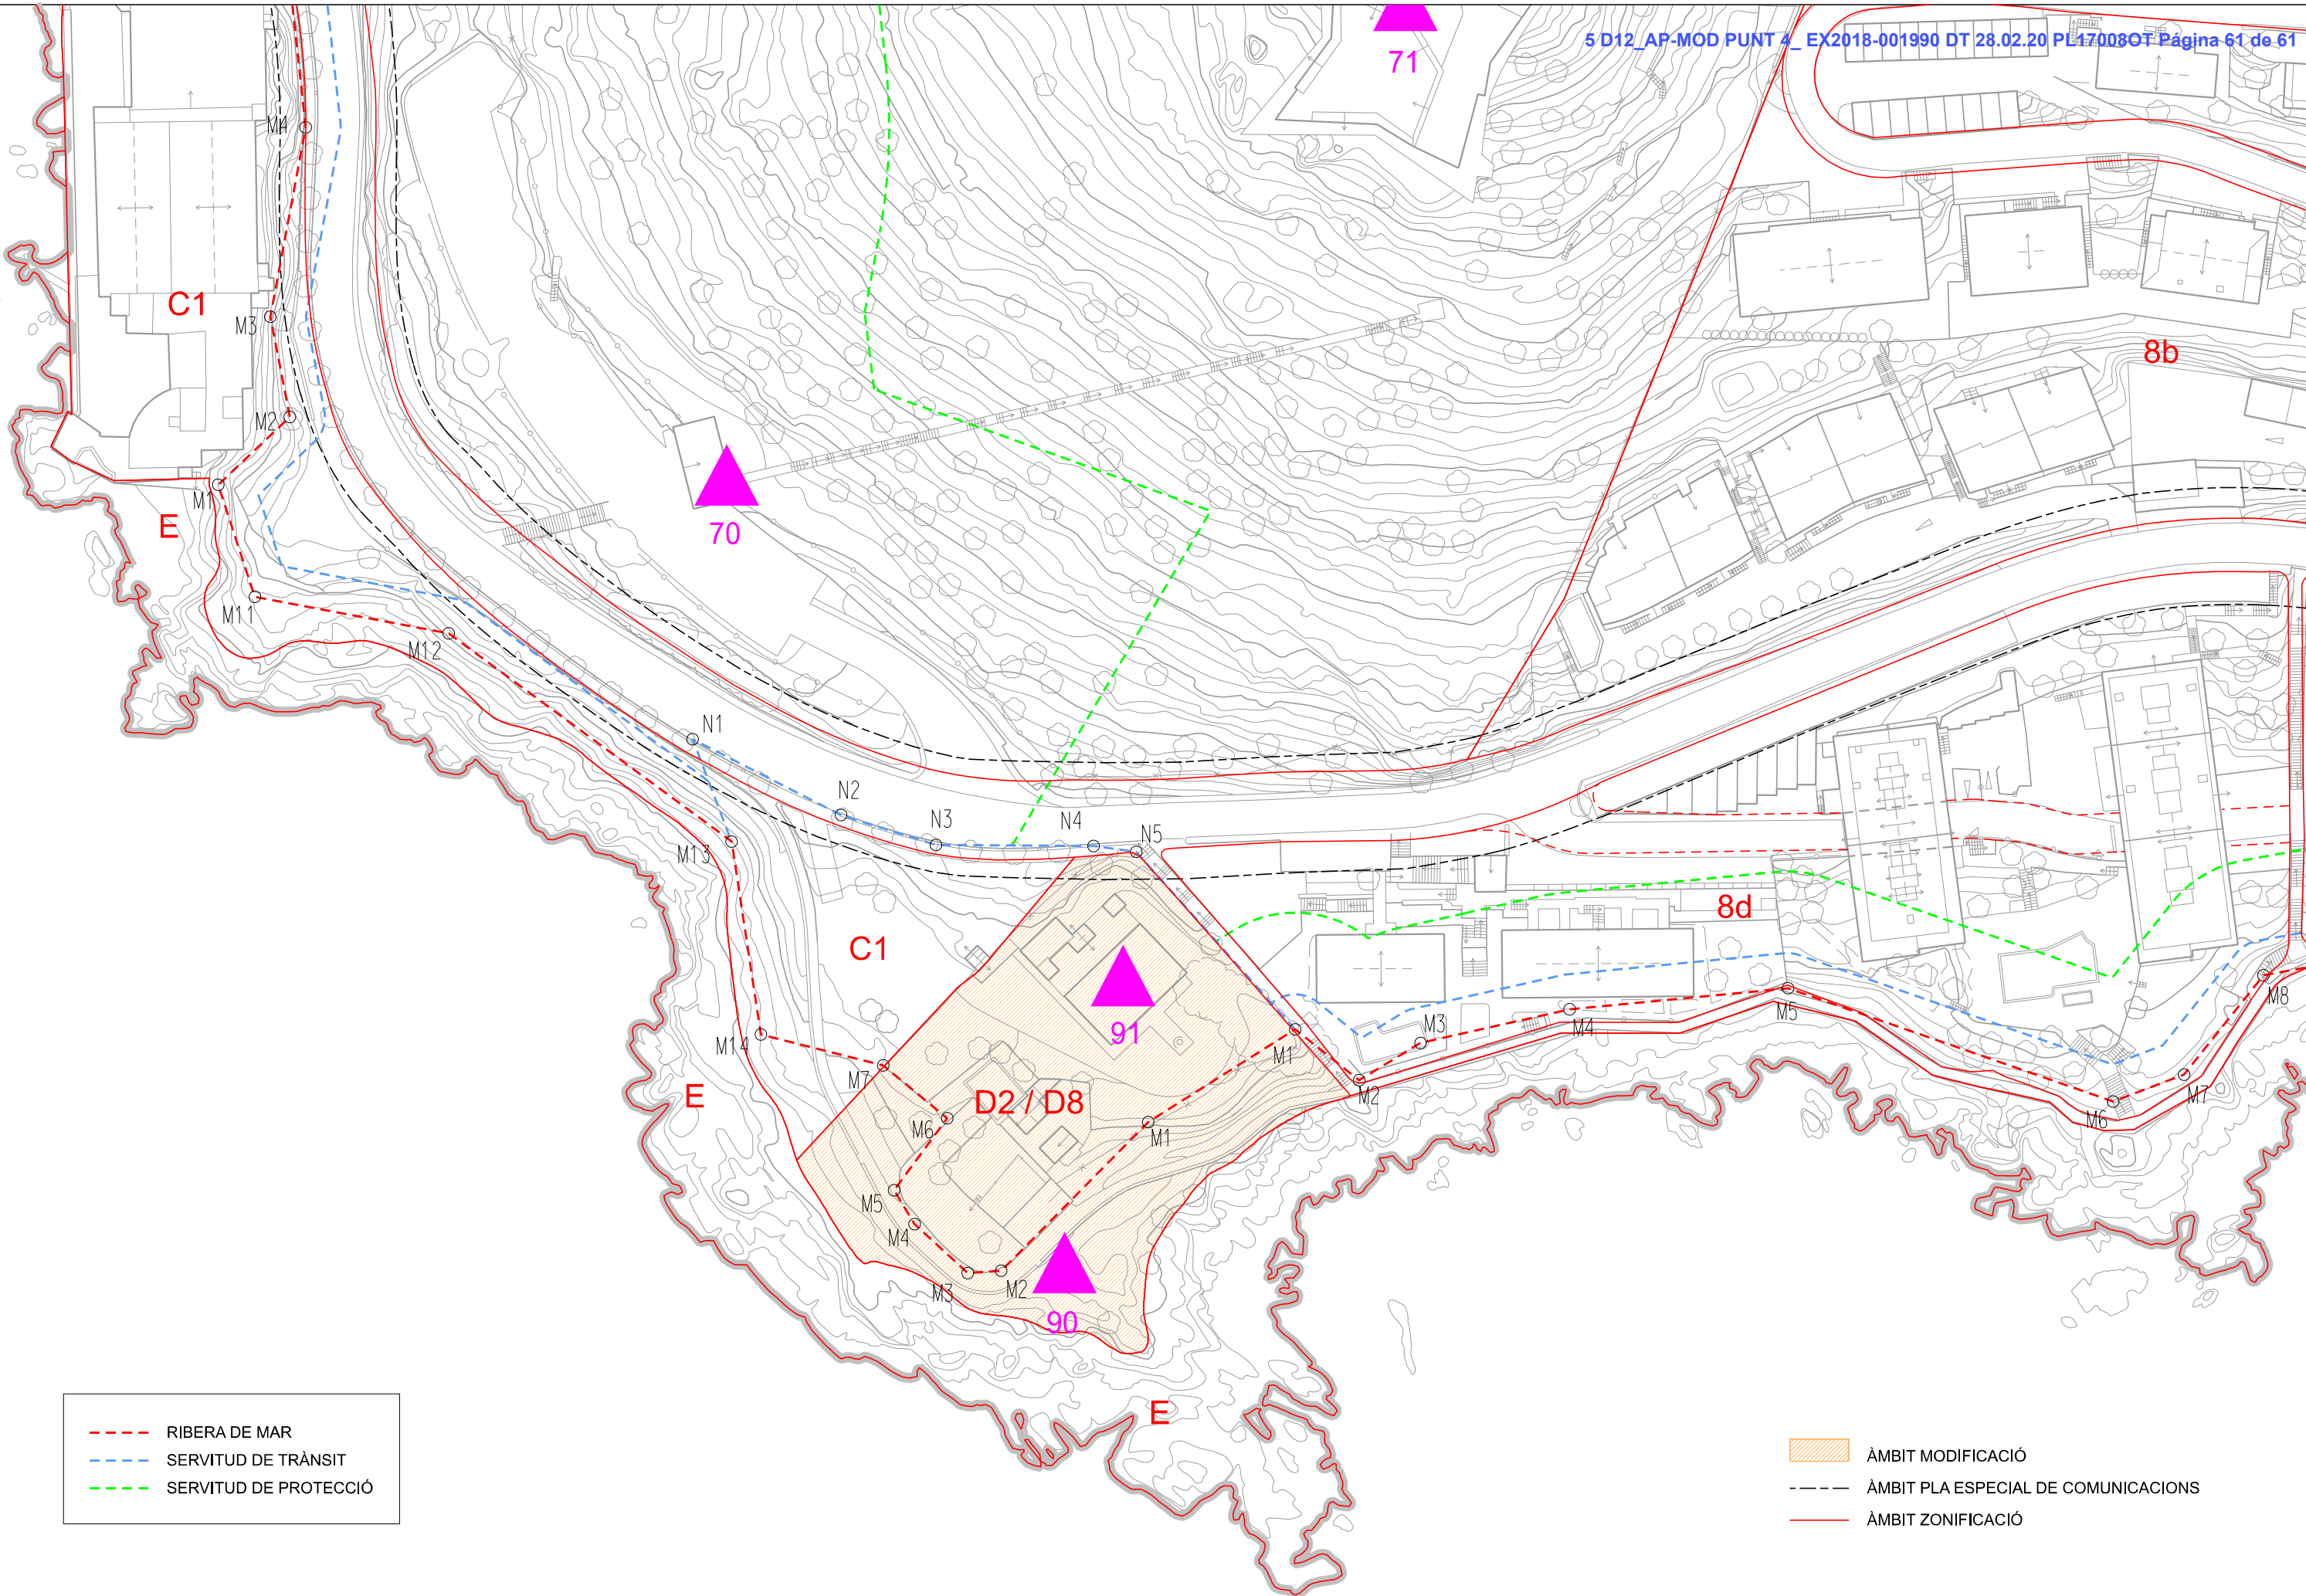 5 D12_AP-MOD PUNT 4_ EX2018-001990 DT 28.02.20 PL17008OT Página 61 de 61
71
M4
C1
M3
8b
M2
M1
E
70
M11
M12
N1
N2
N3
N4
N5
M13
8d
C1
91
M14
M7
M1
M3
M4
M5
M8
E
D2 / D8
M2
M6
M7
M6
M1
M5
M4
M3
M2
90
E
RIBERA DE MAR
SERVITUD DE TRÀNSIT
SERVITUD DE PROTECCIÓ
ÀMBIT MODIFICACIÓ
ÀMBIT PLA ESPECIAL DE COMUNICACIONS
ÀMBIT ZONIFICACIÓ